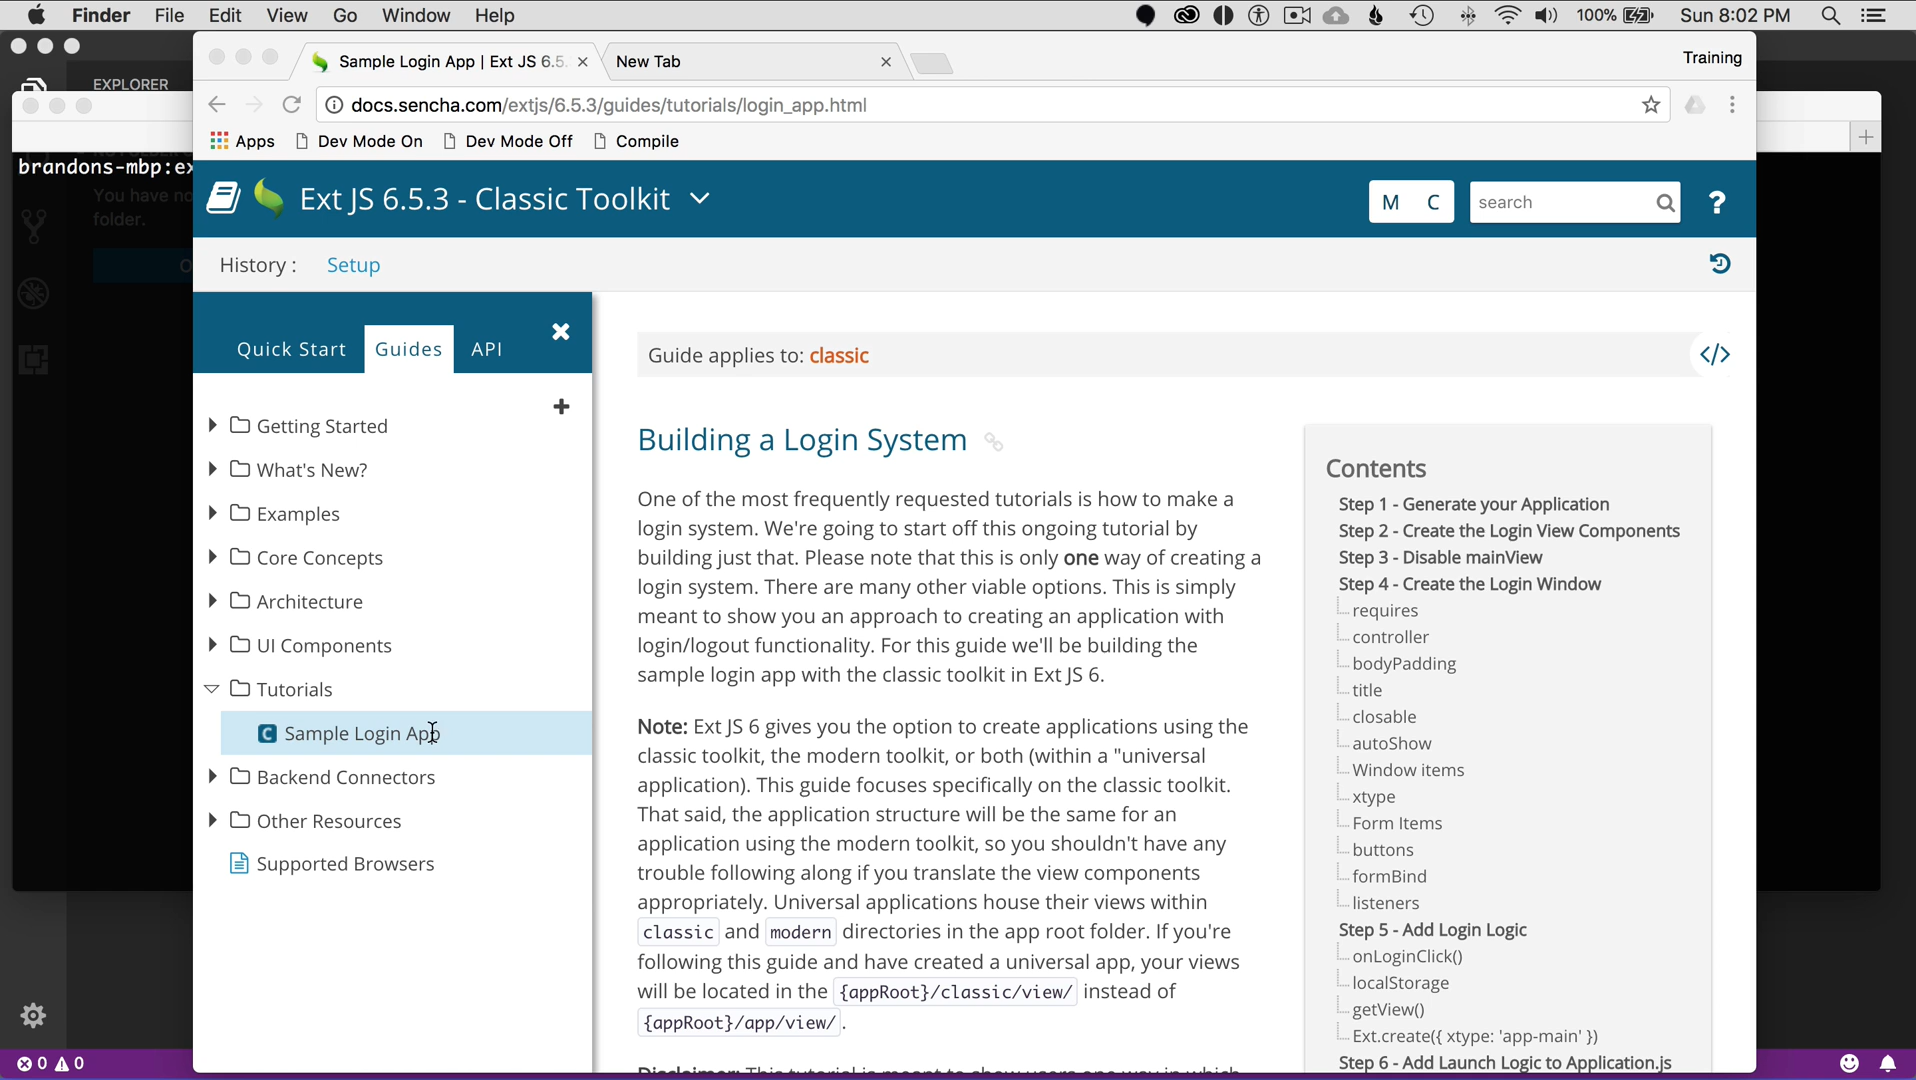 Finder File Edit View Go Window Help 100% Sun 8:02 PM
EXPLORER
Sample Login App | Ext JS 6.5. New Tab Training
docs.sencha.com/extjs/6.5.3/guides/tutorials/login_app.html
Apps Dev Mode On Dev Mode Off Compile
brandons-mbp:ex
You have no
folder.
Ext JS 6.5.3 - Classic Toolkit M C search ?
History : Setup
Quick Start Guides API
Getting Started
What's New?
Examples
Core Concepts
Architecture
UI Components
Tutorials
C Sample Login App
Backend Connectors
Other Resources
Supported Browsers
Guide applies to: classic </>
Building a Login System
One of the most frequently requested tutorials is how to make a
login system. We're going to start off this ongoing tutorial by
building just that. Please note that this is only one way of creating a
login system. There are many other viable options. This is simply
meant to show you an approach to creating an application with
login/logout functionality. For this guide we'll be building the
sample login app with the classic toolkit in Ext JS 6.
Note: Ext JS 6 gives you the option to create applications using the
classic toolkit, the modern toolkit, or both (within a "universal
application). This guide focuses specifically on the classic toolkit.
That said, the application structure will be the same for an
application using the modern toolkit, so you shouldn't have any
trouble following along if you translate the view components
appropriately. Universal applications house their views within
classic and modern directories in the app root folder. If you're
following this guide and have created a universal app, your views
will be located in the {appRoot}/classic/view/ instead of
{appRoot}/app/view/ .
Disclaimer: This tutorial is meant to show users one way in which
Contents
Step 1 - Generate your Application
Step 2 - Create the Login View Components
Step 3 - Disable mainView
Step 4 - Create the Login Window
requires
controller
bodyPadding
title
closable
autoShow
Window items
xtype
Form Items
buttons
formBind
listeners
Step 5 - Add Login Logic
onLoginClick()
localStorage
getView()
Ext.create({ xtype: 'app-main' })
Step 6 - Add Launch Logic to Application.js
0 0